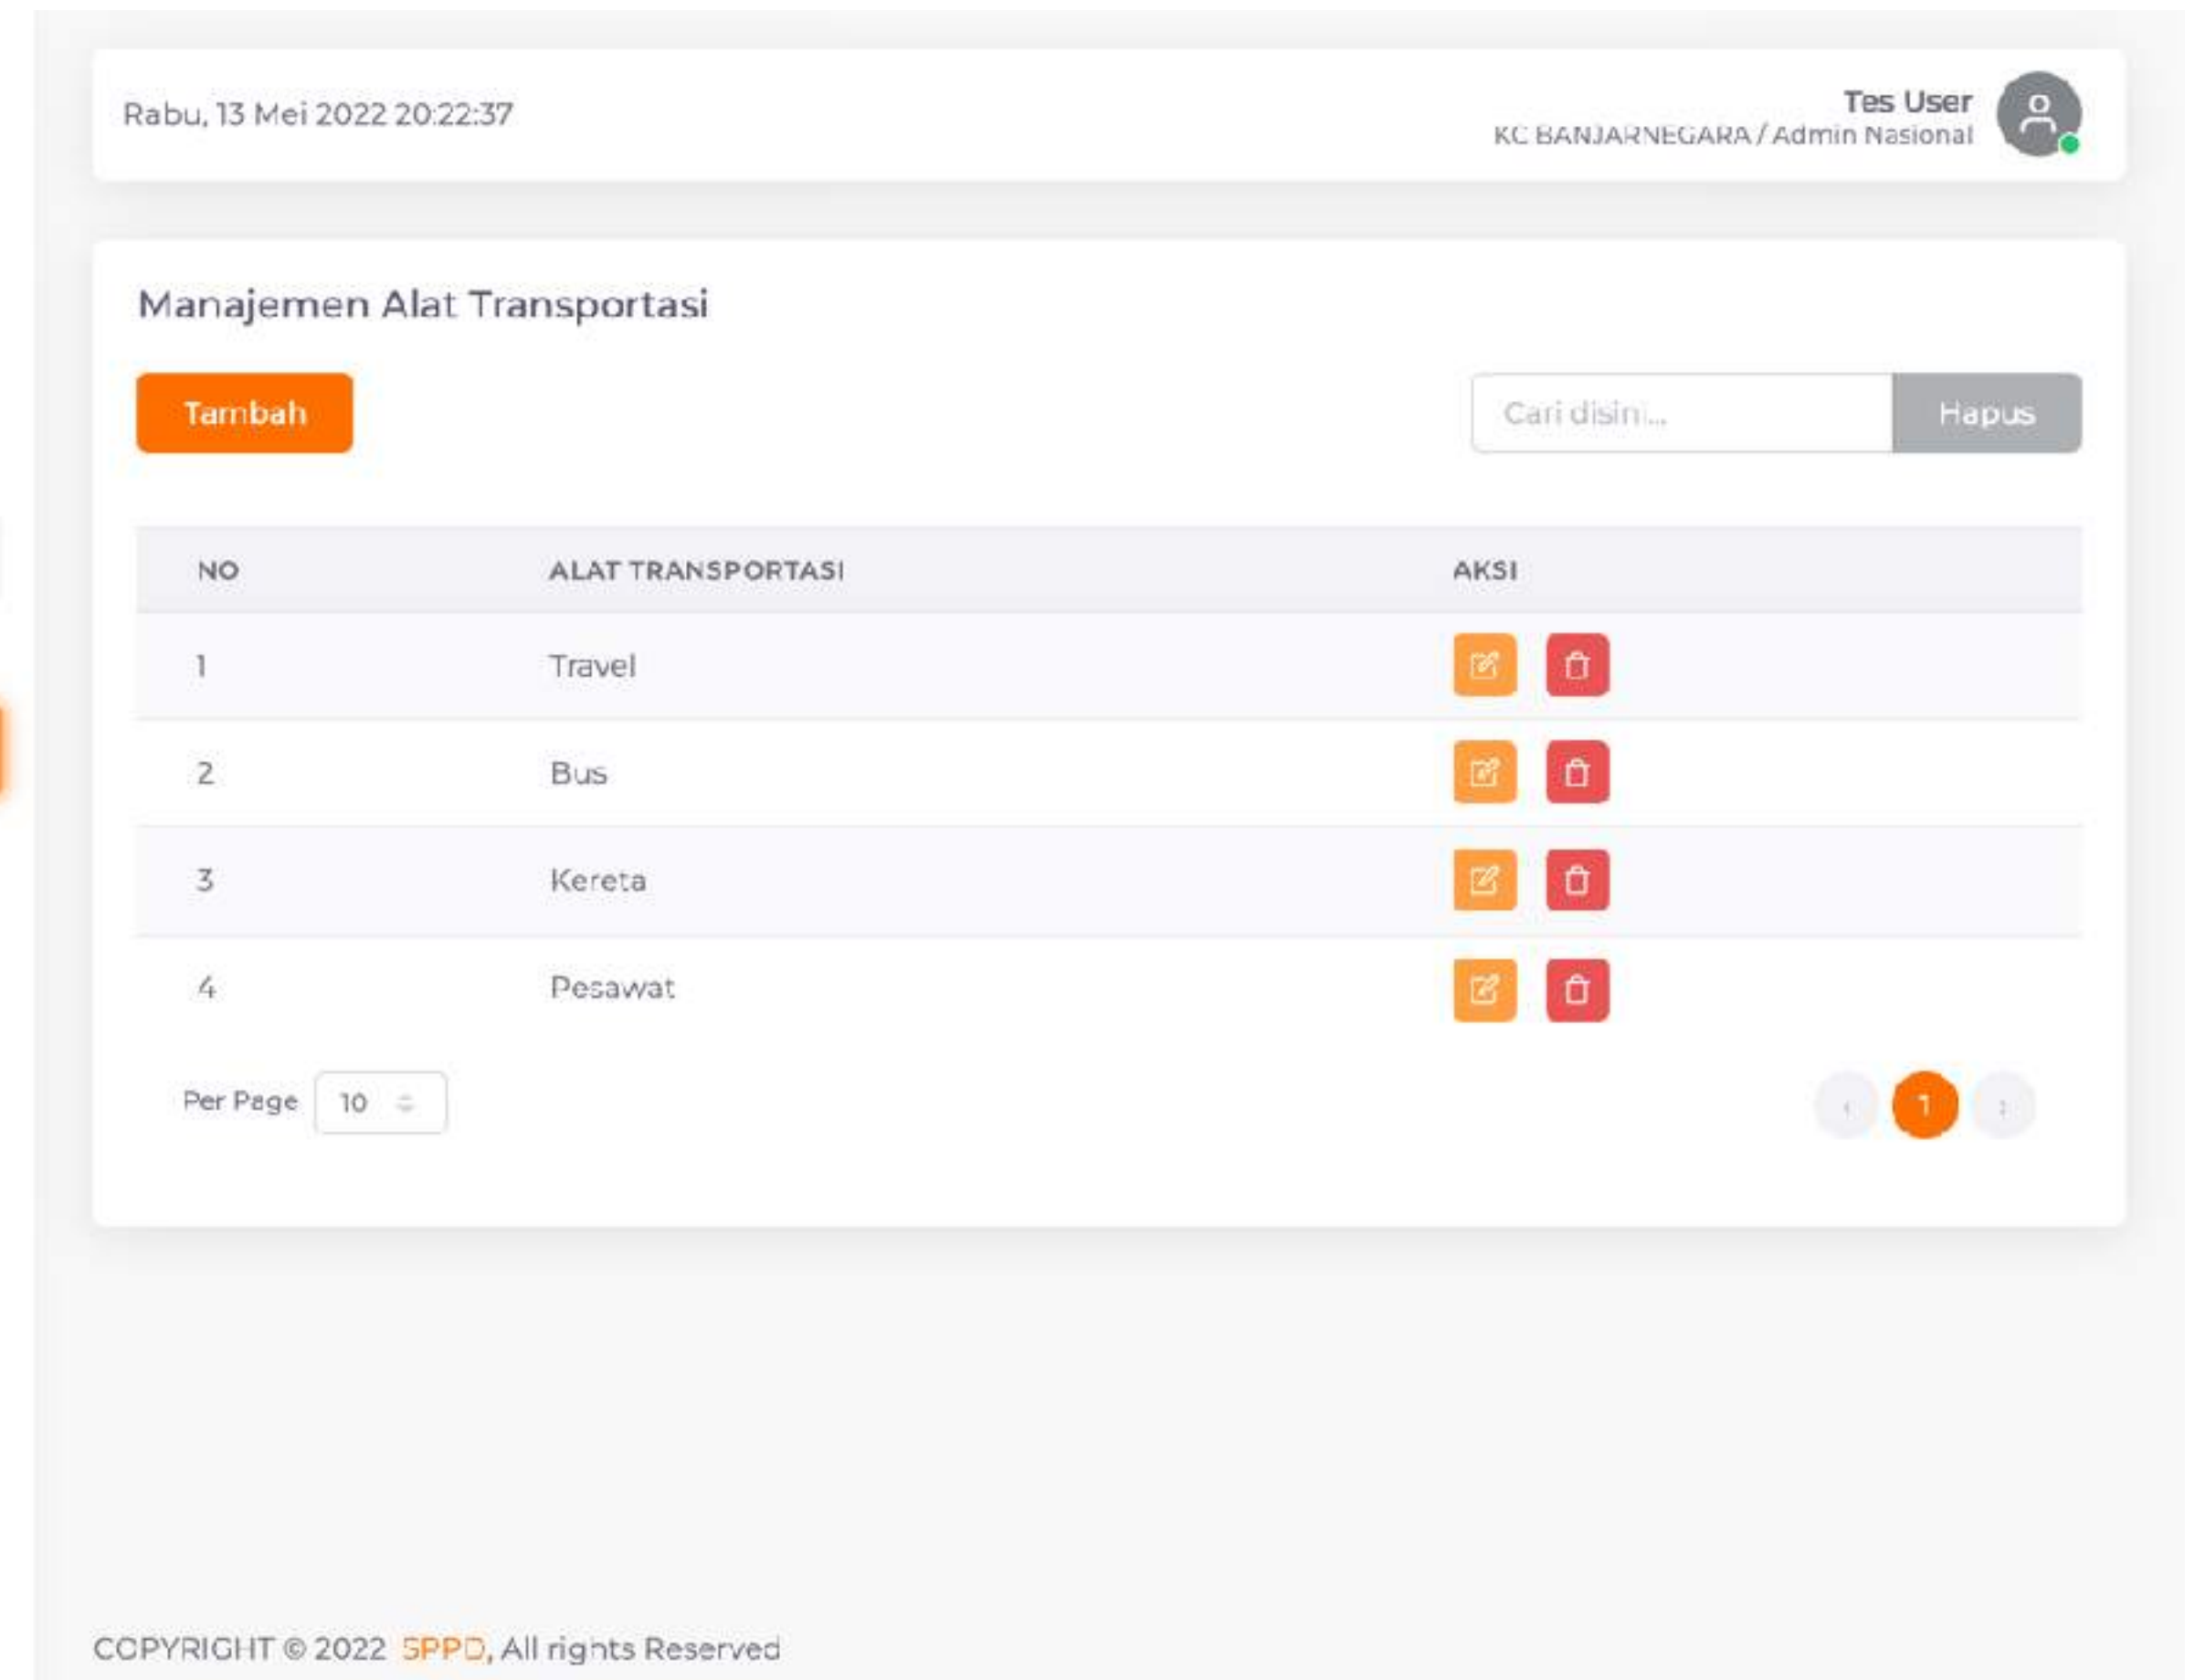 Rabu, 13 Mei 2022 20:22:37
Tes User
KC BANJARNEGARA / Admin Nasional
Manajemen Alat Transportasi
Tambah
Cari disini...
Hapus
NO ALAT TRANSPORTASI AKSI
1 Travel
2 Bus
3 Kereta
4 Pesawat
Per Page 10
‹ 1 ›
COPYRIGHT © 2022 SPPD, All rights Reserved